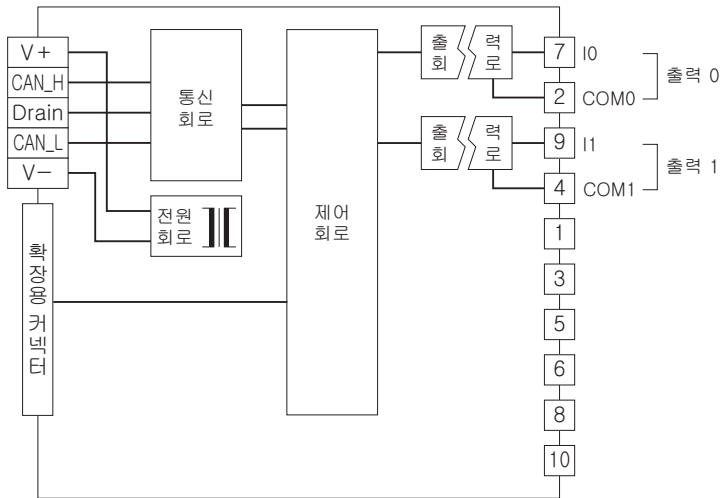 V+
CAN_H
Drain
CAN_L
V−
확장용 커넥터
통신
회로
전원
회로
제어
회로
출 력
회 로
7 I0
2 COM0
출력 0
출 력
회 로
9 I1
4 COM1
출력 1
1
3
5
6
8
10